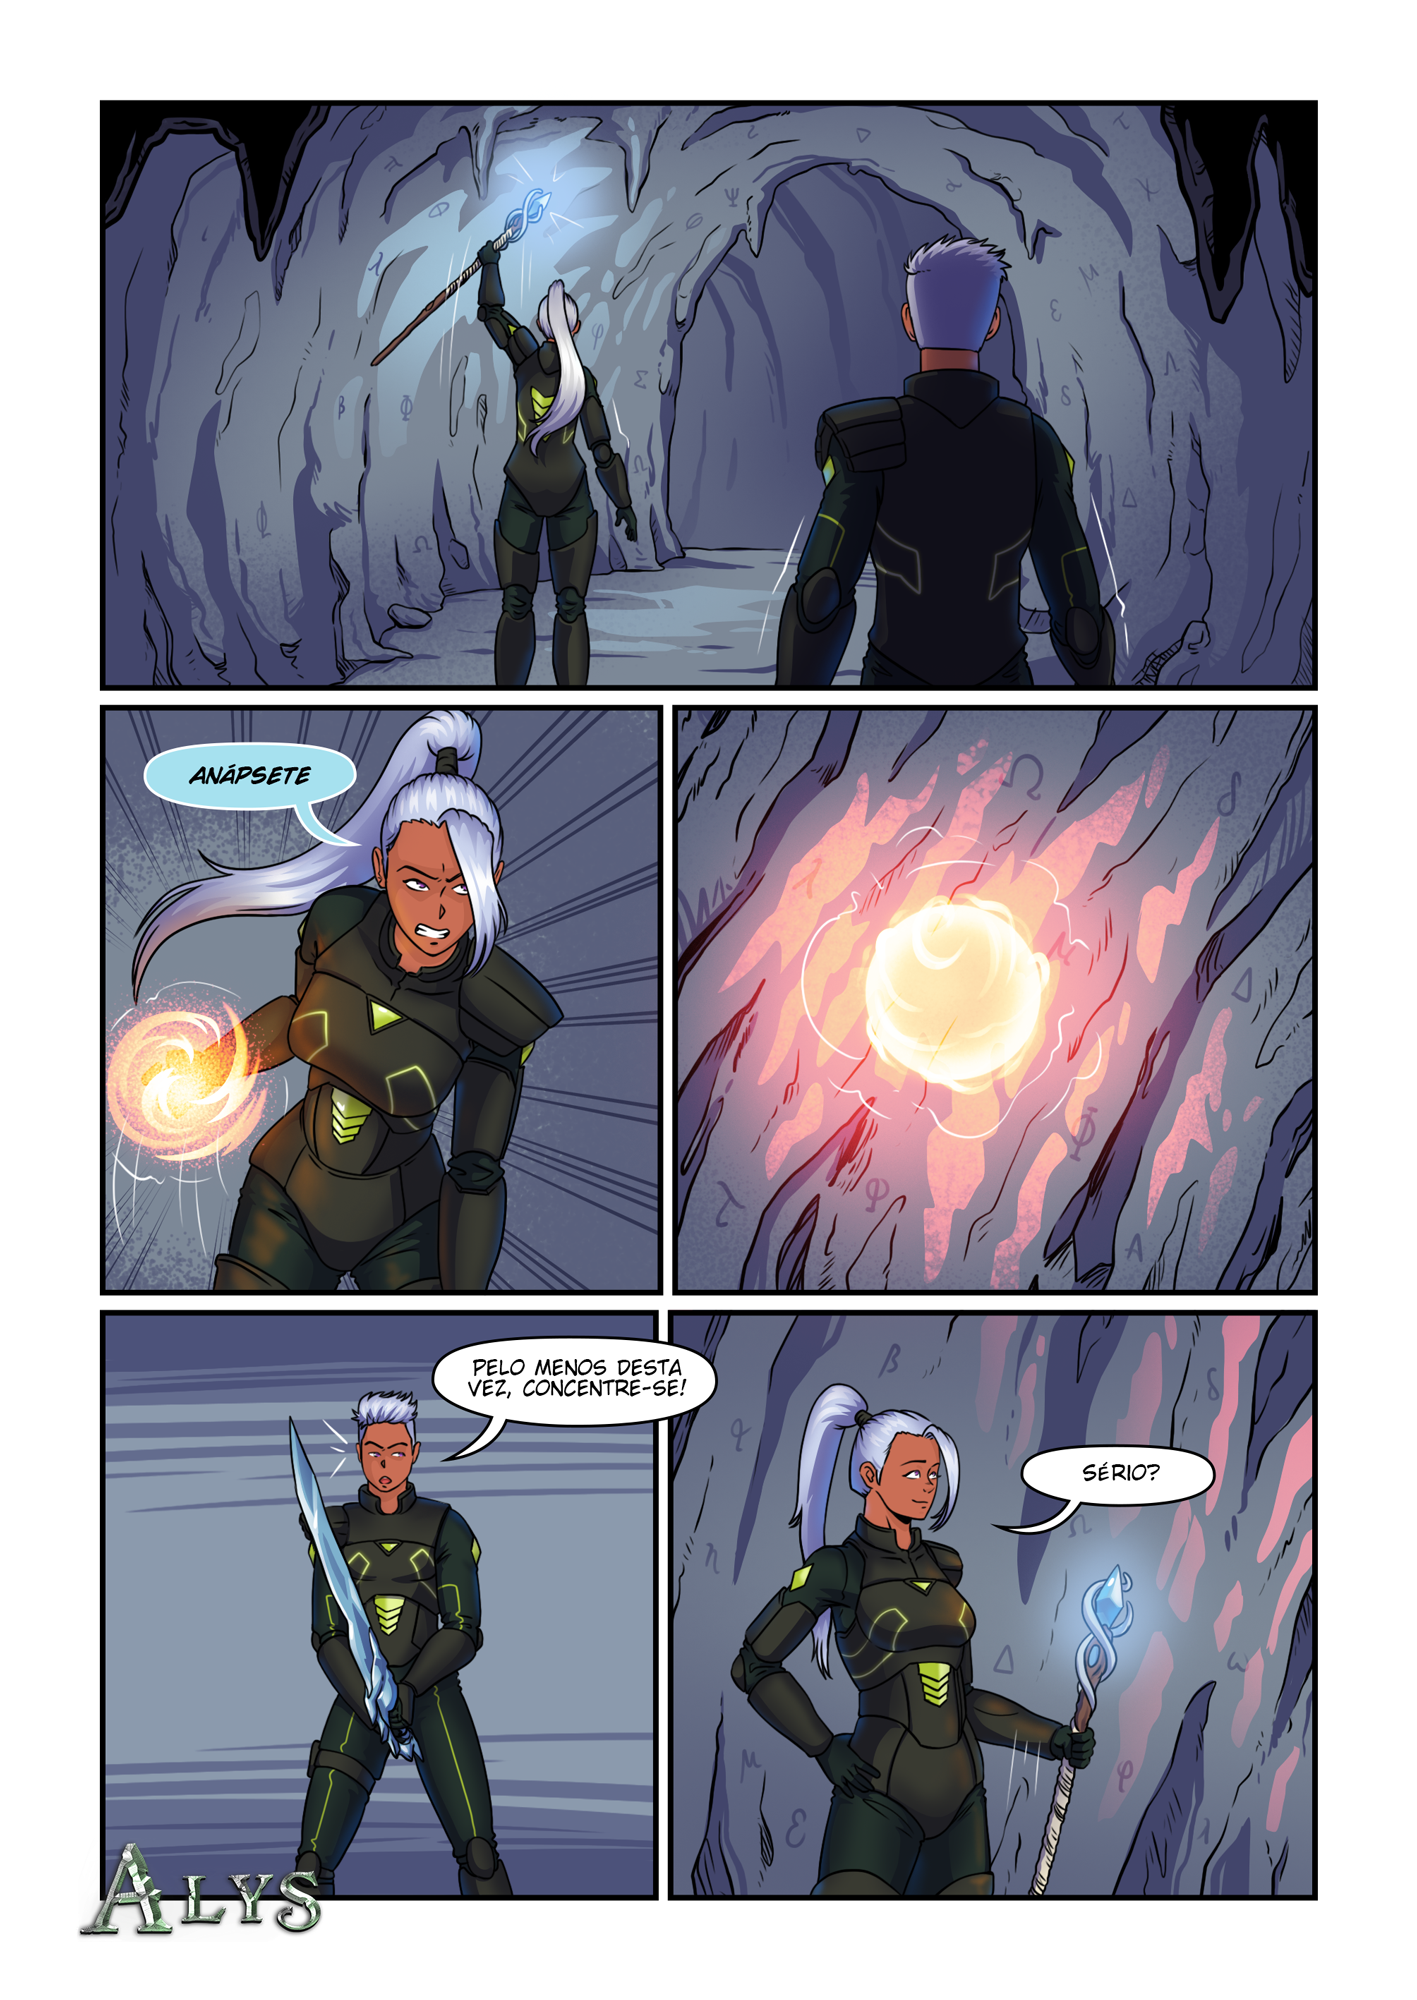 ANÁPSETE
PELO MENOS DESTA
VEZ, CONCENTRE-SE!
SÉRIO?
ALYS